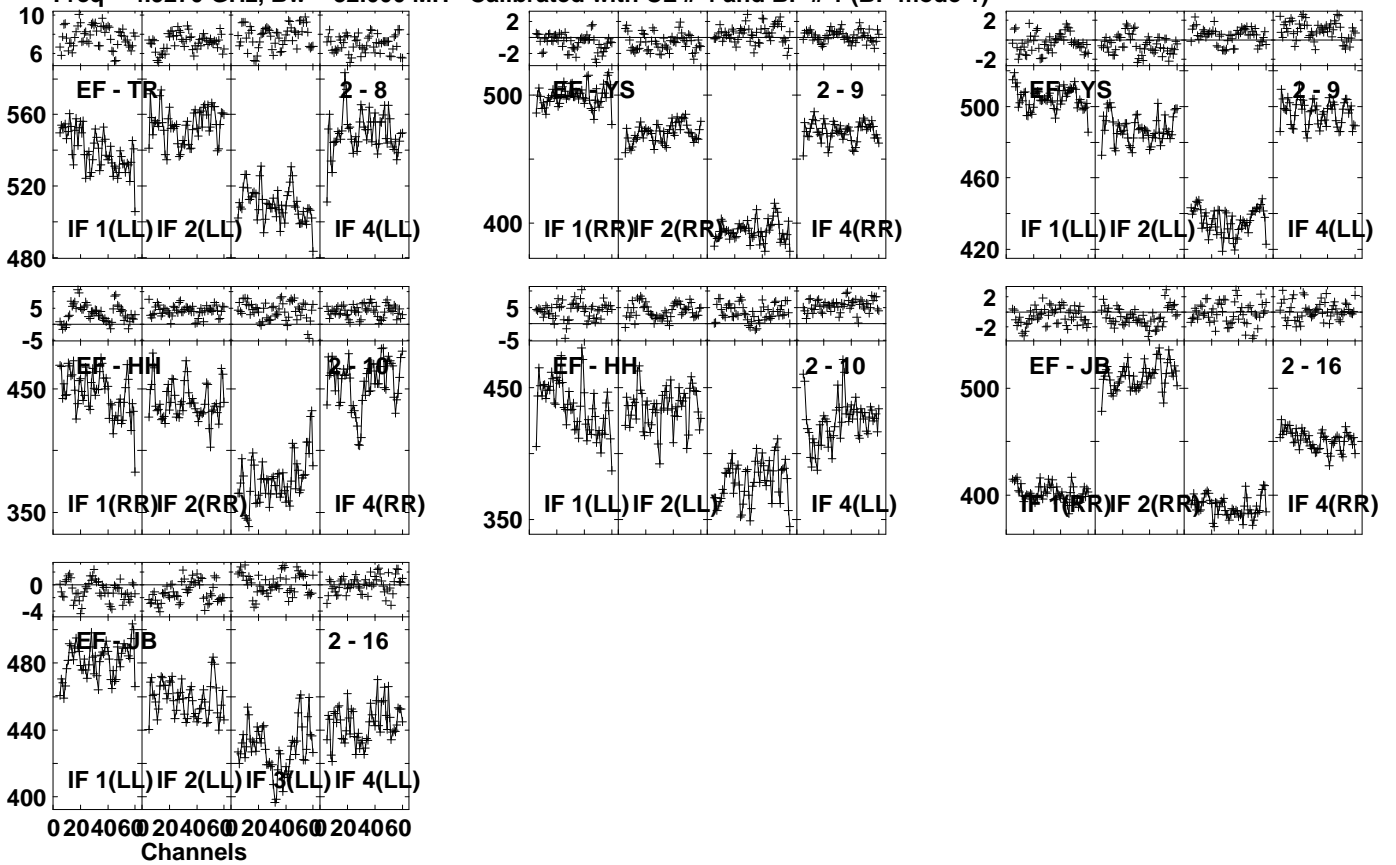 Calibrated with CL # 4 and BP # 1 (BP mode 1)
10
8
6
560
520
480
EF - TR
2 - 8
IF 1(LL)
IF 2(LL)
IF 4(LL)
2
0
-2
500
400
EF - YS
2 - 9
IF 1(RR)
IF 2(RR)
IF 4(RR)
2
0
-2
500
460
420
EF - YS
2 - 9
IF 1(LL)
IF 2(LL)
IF 4(LL)
5
-5
450
350
EF - HH
2 - 10
IF 1(RR)
IF 2(RR)
IF 4(RR)
5
-5
450
350
EF - HH
2 - 10
IF 1(LL)
IF 2(LL)
IF 4(LL)
2
-2
500
400
EF - JB
2 - 16
IF 1(RR)
IF 2(RR)
IF 4(RR)
0
-4
480
440
400
EF - JB
2 - 16
IF 1(LL)
IF 2(LL)
IF 3(LL)
IF 4(LL)
0 20 40 60 0 20 40 60 0 20 40 60 0 20 40 60
Channels